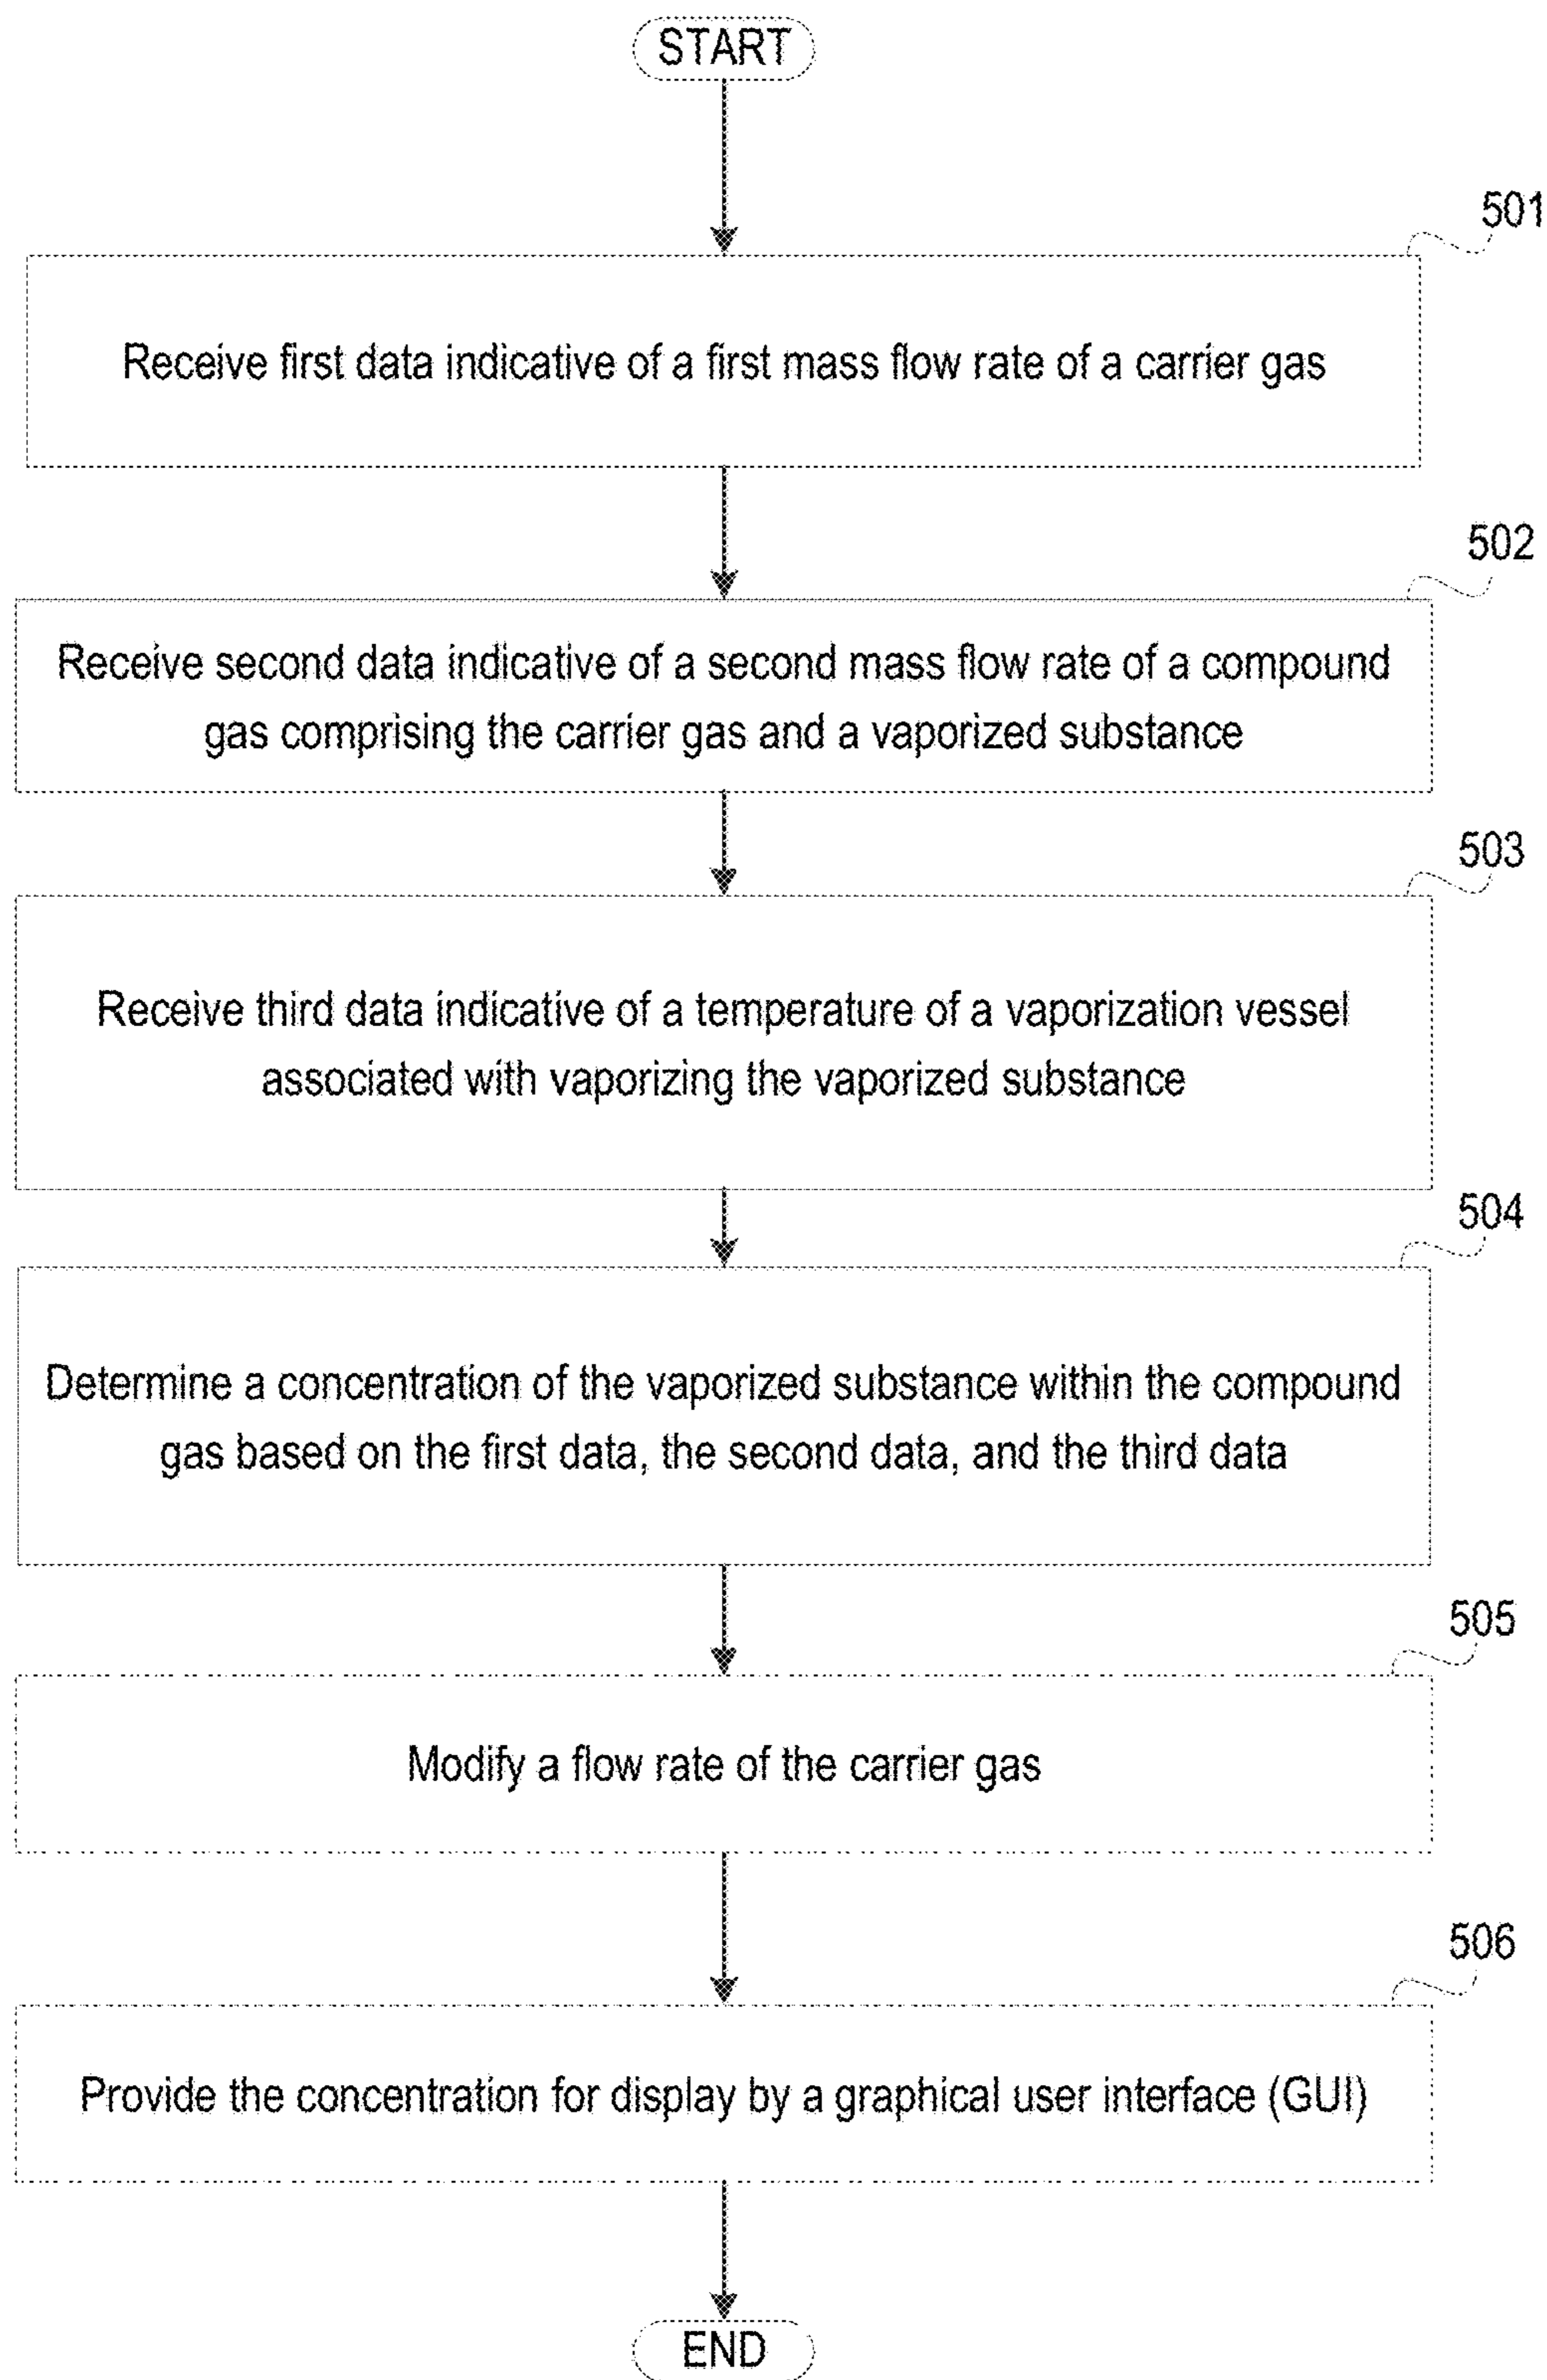 START
501
Receive first data indicative of a first mass flow rate of a carrier gas
502
Receive second data indicative of a second mass flow rate of a compound
gas comprising the carrier gas and a vaporized substance
503
Receive third data indicative of a temperature of a vaporization vessel
associated with vaporizing the vaporized substance
504
Determine a concentration of the vaporized substance within the compound
gas based on the first data, the second data, and the third data
505
Modify a flow rate of the carrier gas
506
Provide the concentration for display by a graphical user interface (GUI)
END